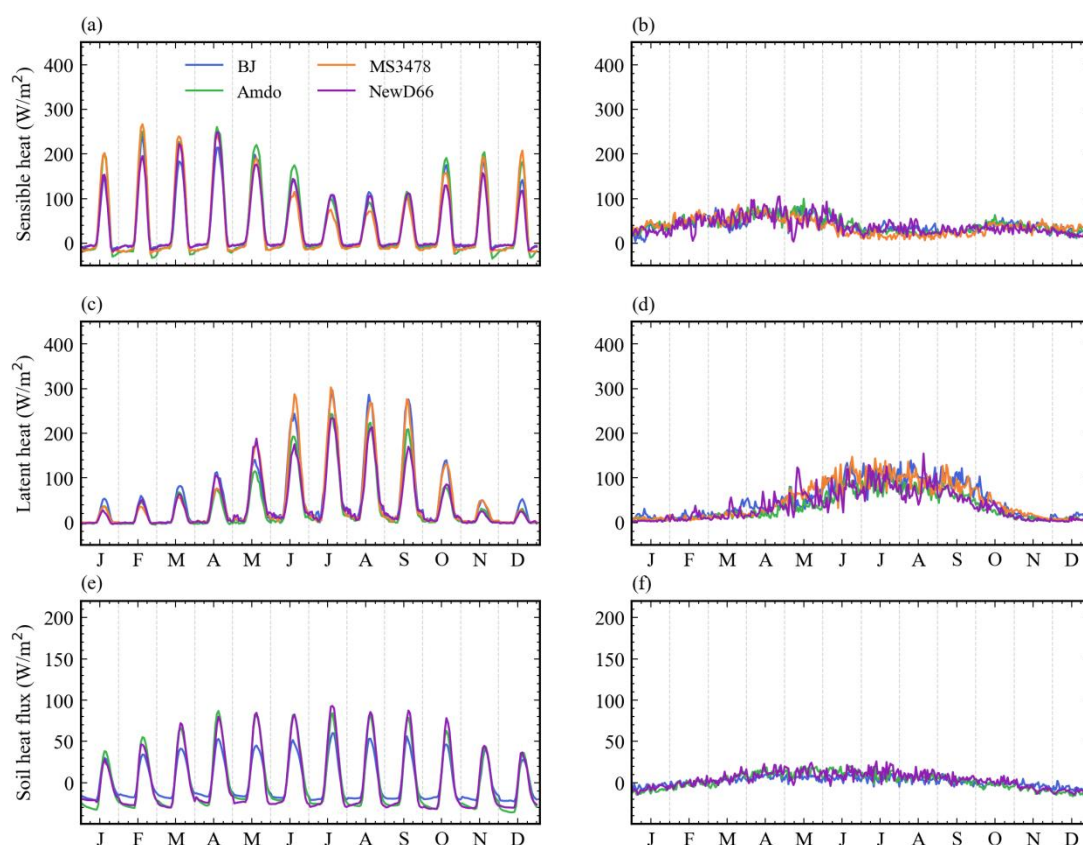 (a)
(b)
Sensible heat (W/m²)
400
300
200
100
0
BJ
MS3478
Amdo
NewD66
400
300
200
100
0
(c)
(d)
Latent heat (W/m²)
400
300
200
100
0
J F M A M J J A S O N D
400
300
200
100
0
J F M A M J J A S O N D
(e)
(f)
Soil heat flux (W/m²)
200
150
100
50
0
J F M A M J J A S O N D
200
150
100
50
0
J F M A M J J A S O N D